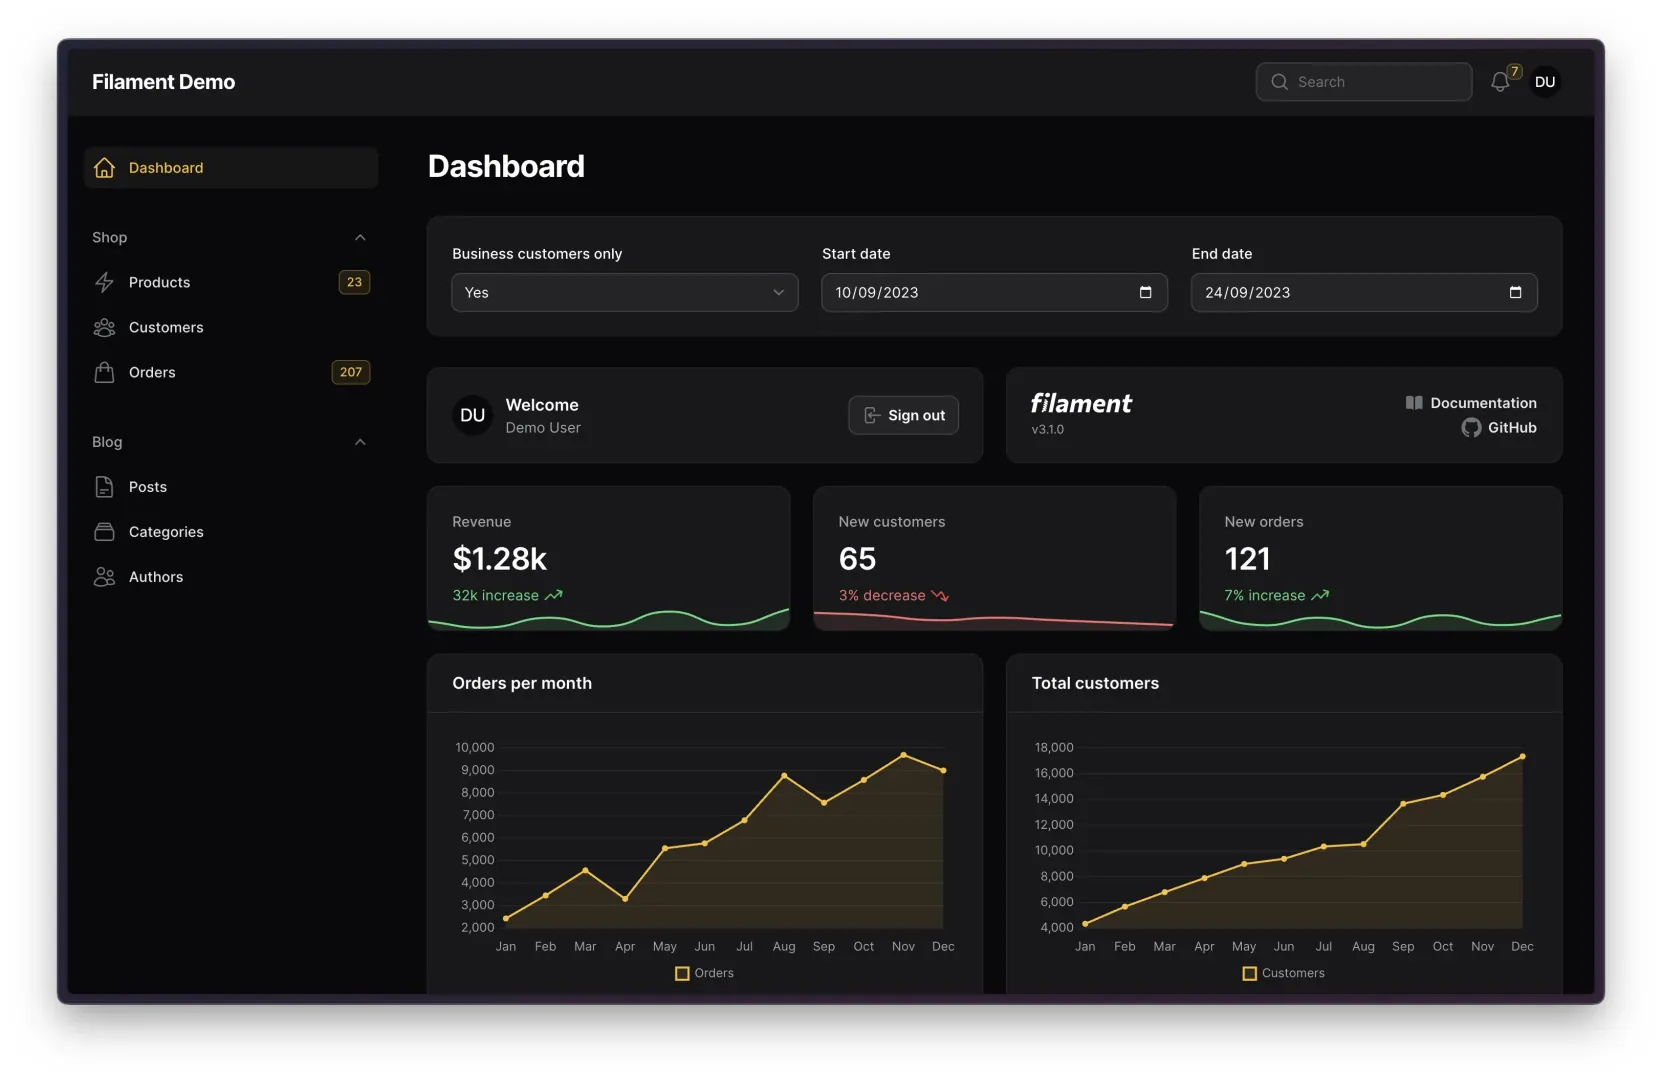 Filament Demo
Search
7
DU
Dashboard
Shop
Products
23
Customers
Orders
207
Blog
Posts
Categories
Authors
Dashboard
Business customers only
Start date
End date
Yes
10/09/2023
24/09/2023
DU
Welcome
Demo User
Sign out
filament
v3.1.0
Documentation
GitHub
Revenue
$1.28k
32k increase
New customers
65
3% decrease
New orders
121
7% increase
Orders per month
10,000
9,000
8,000
7,000
6,000
5,000
4,000
3,000
2,000
Jan Feb Mar Apr May Jun Jul Aug Sep Oct Nov Dec
Orders
Total customers
18,000
16,000
14,000
12,000
10,000
8,000
6,000
4,000
Jan Feb Mar Apr May Jun Jul Aug Sep Oct Nov Dec
Customers